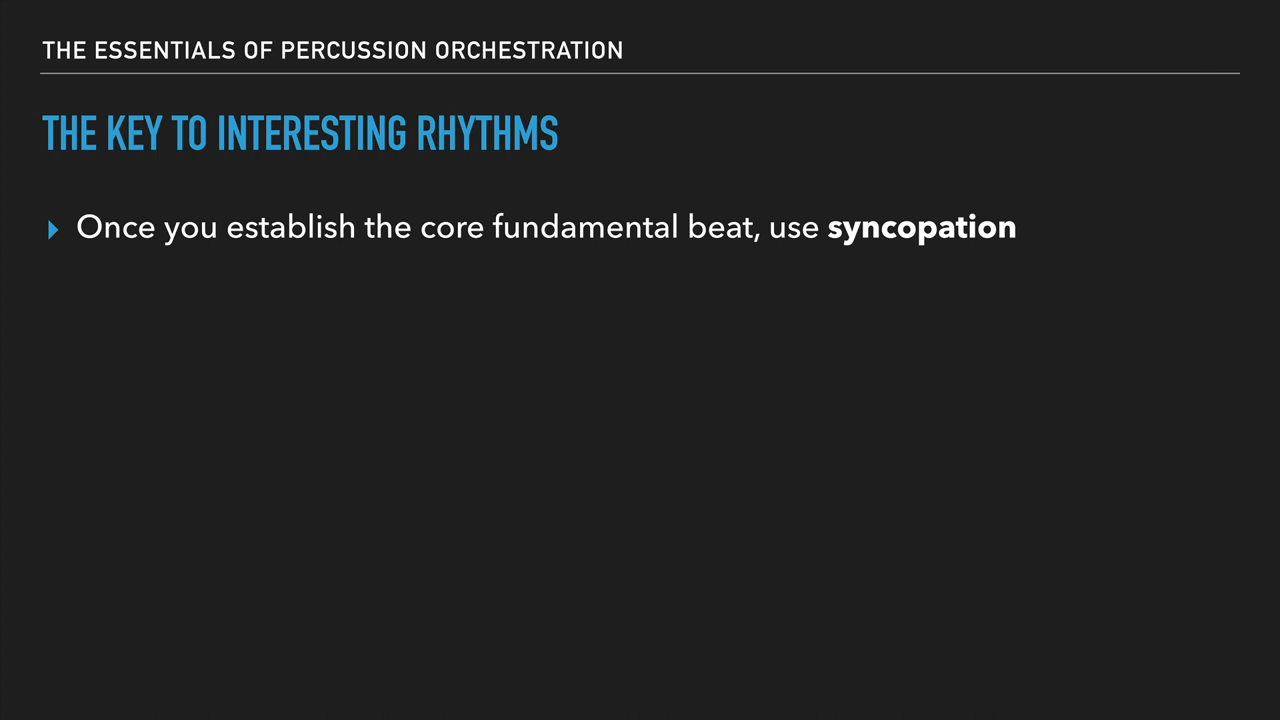 THE ESSENTIALS OF PERCUSSION ORCHESTRATION
THE KEY TO INTERESTING RHYTHMS
Once you establish the core fundamental beat, use syncopation